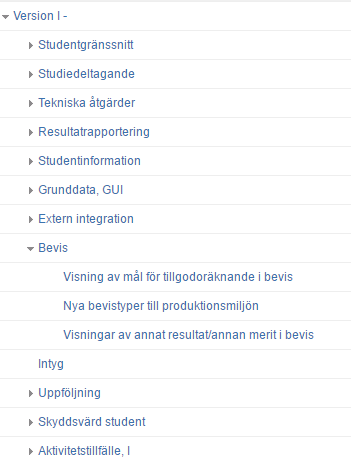 Version I -
Studentgränssnitt
Studiedeltagande
Tekniska åtgärder
Resultatrapportering
Studentinformation
Grunddata, GUI
Extern integration
Bevis
Visning av mål för tillgodoräknande i bevis
Nya bevistyper till produktionsmiljön
Visningar av annat resultat/annan merit i bevis
Intyg
Uppföljning
Skyddsvärd student
Aktivitetstillfälle, I